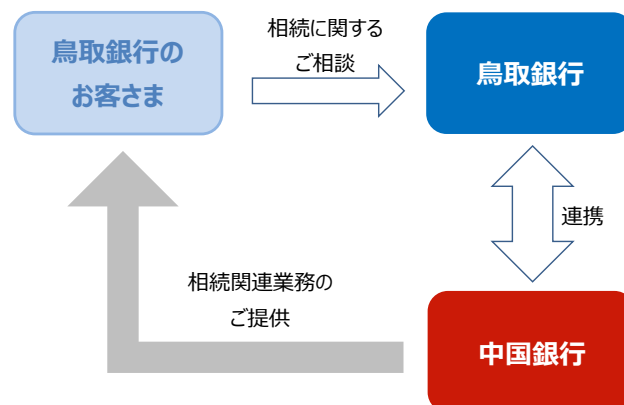 鳥取銀行の
お客さま
相続に関する
ご相談
鳥取銀行
連携
相続関連業務の
ご提供
中国銀行